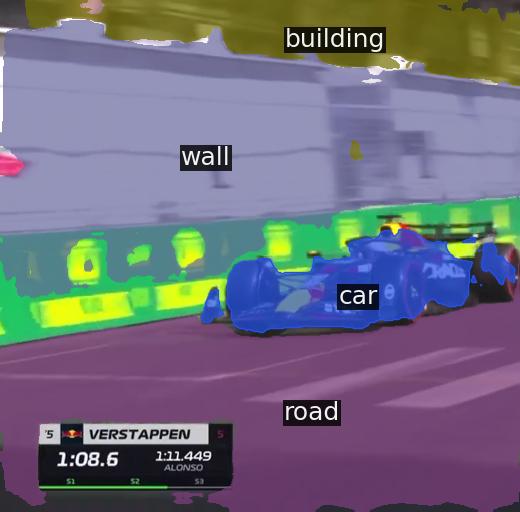 building
wall
car
road
'5 VERSTAPPEN 5
1:08.6 1:11.449
ALONSO
S1 S2 S3